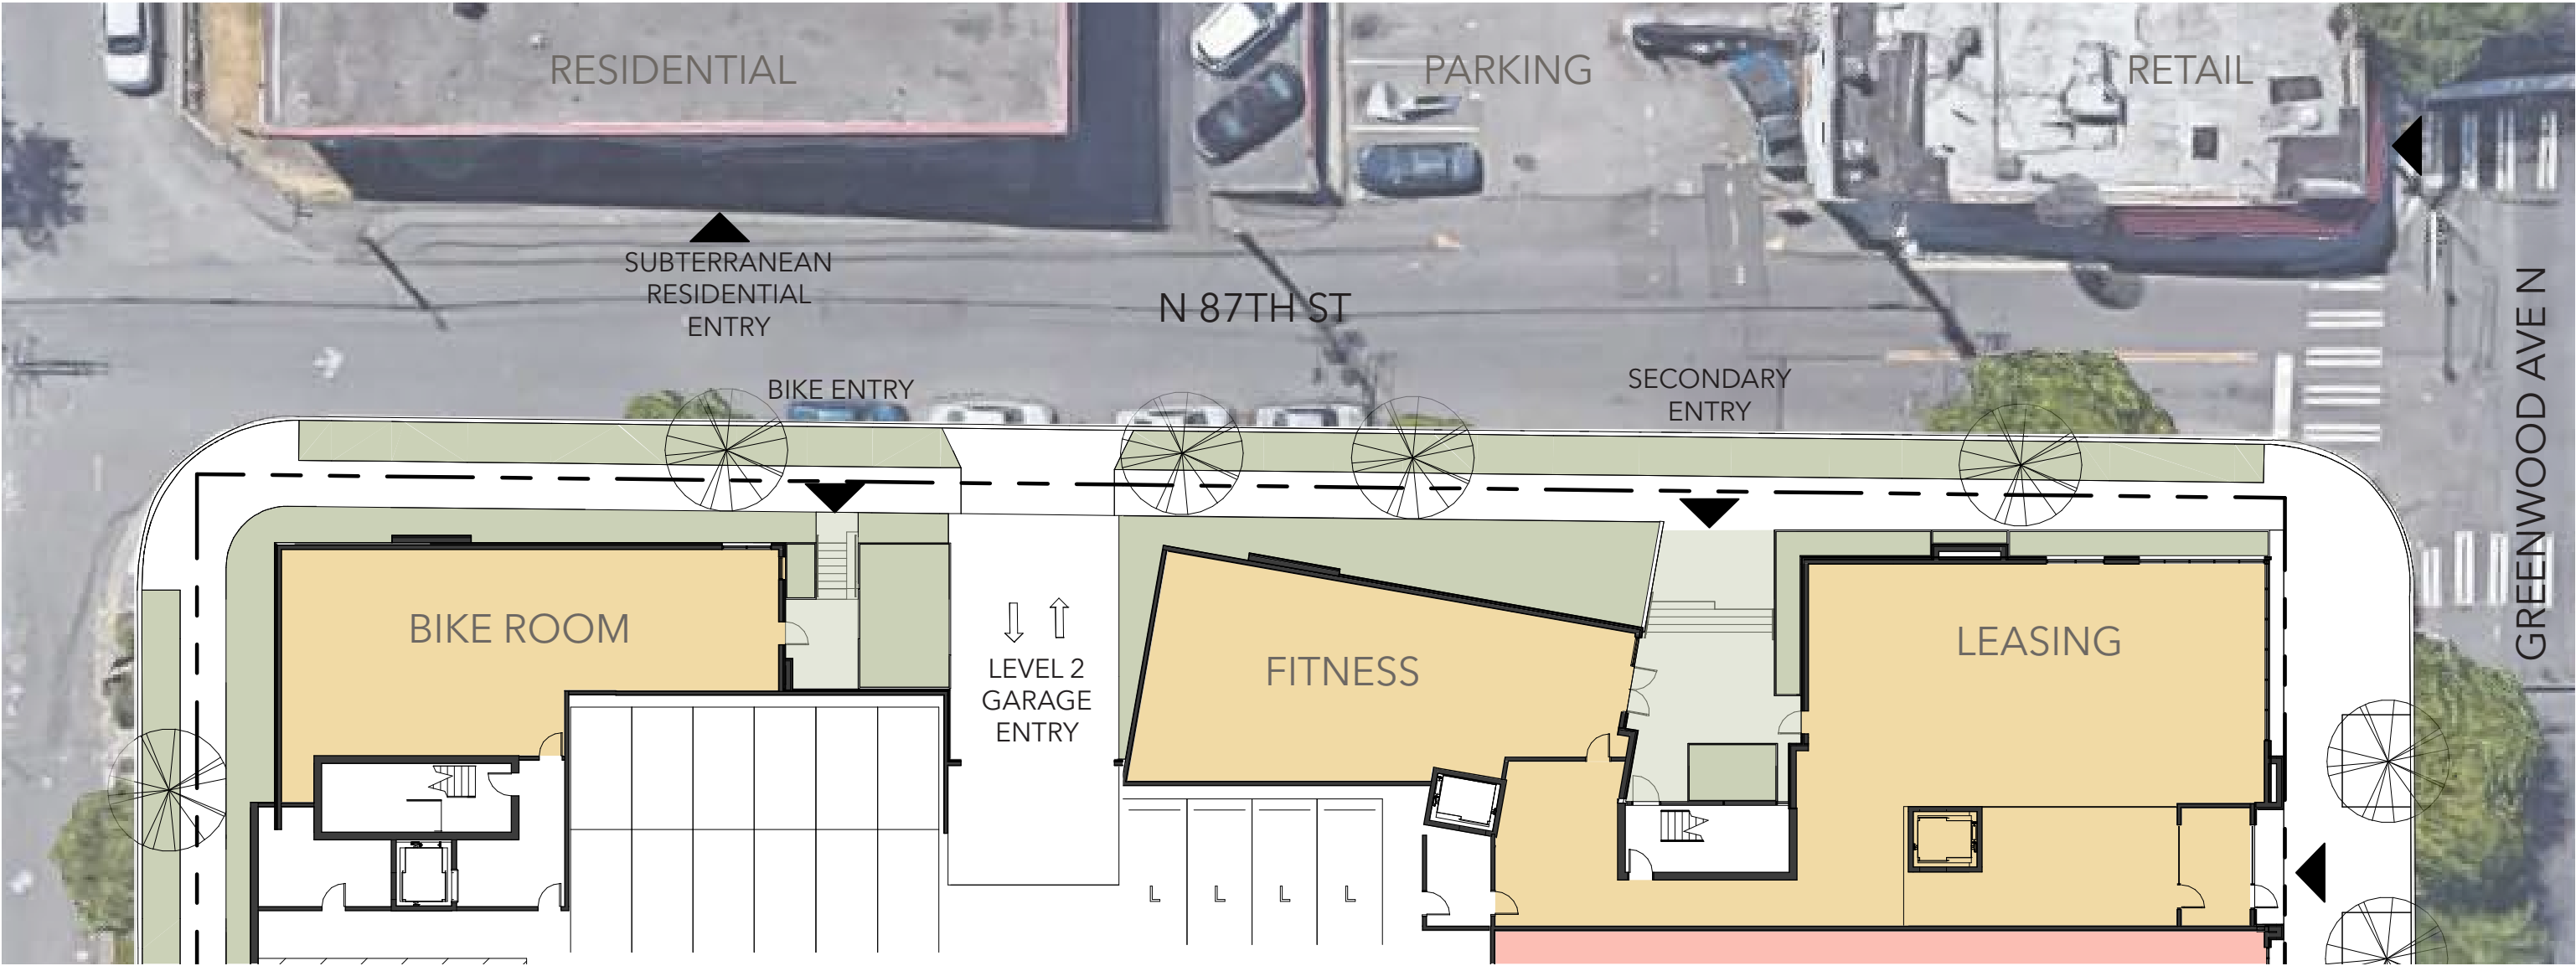 RESIDENTIAL
PARKING
RETAIL
SUBTERRANEAN
RESIDENTIAL
ENTRY
N 87TH ST
GREENWOOD AVE N
BIKE ENTRY
SECONDARY
ENTRY
BIKE ROOM
LEVEL 2
GARAGE
ENTRY
FITNESS
LEASING
L
L
L
L